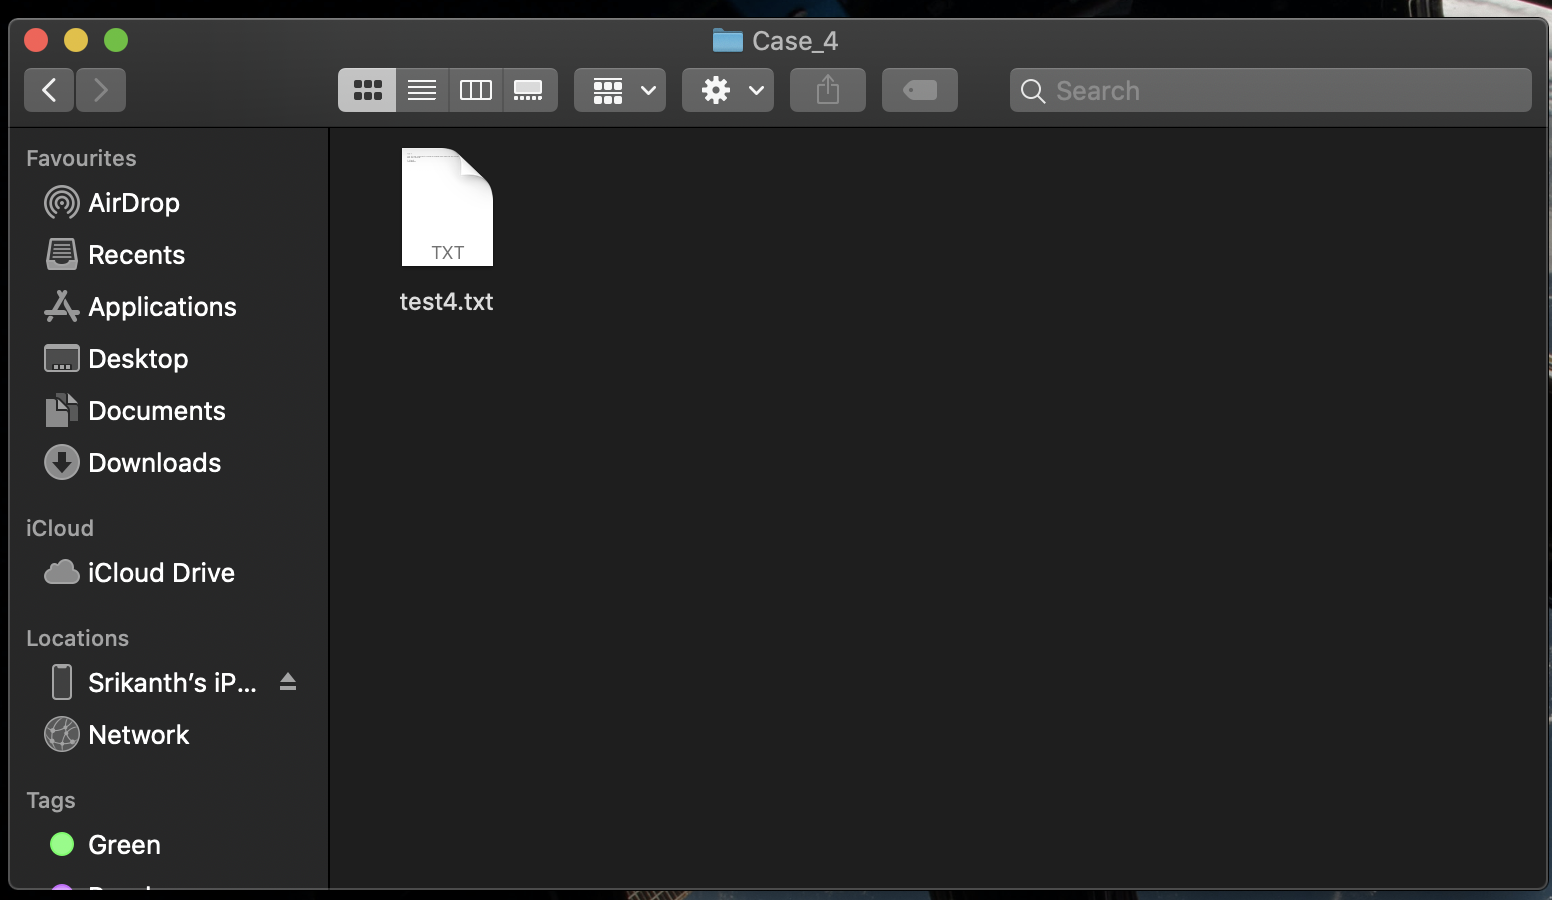 Case_4
Search
Favourites
AirDrop
Recents
Applications
Desktop
Documents
Downloads
iCloud
iCloud Drive
Locations
Srikanth’s iP...
Network
Tags
Green
TXT
test4.txt